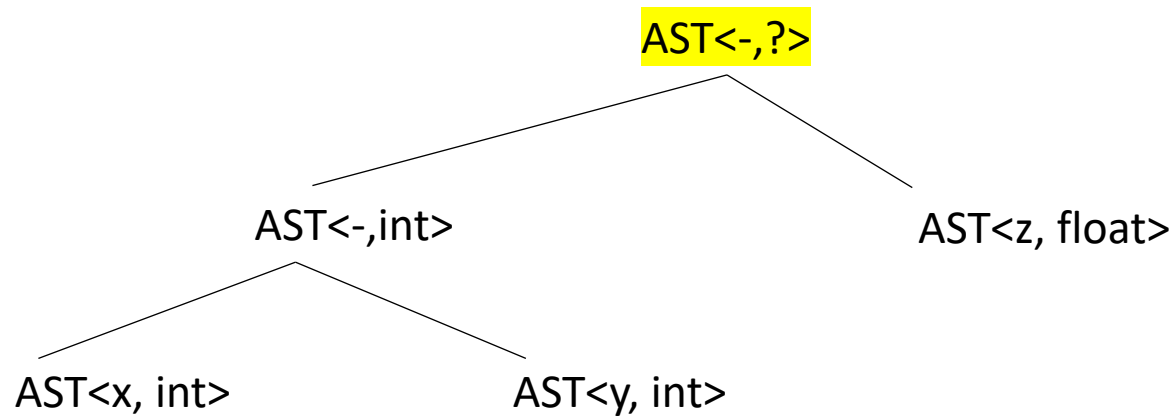 AST<-,?>
AST<-,int>
AST<z, float>
AST<x, int>
AST<y, int>